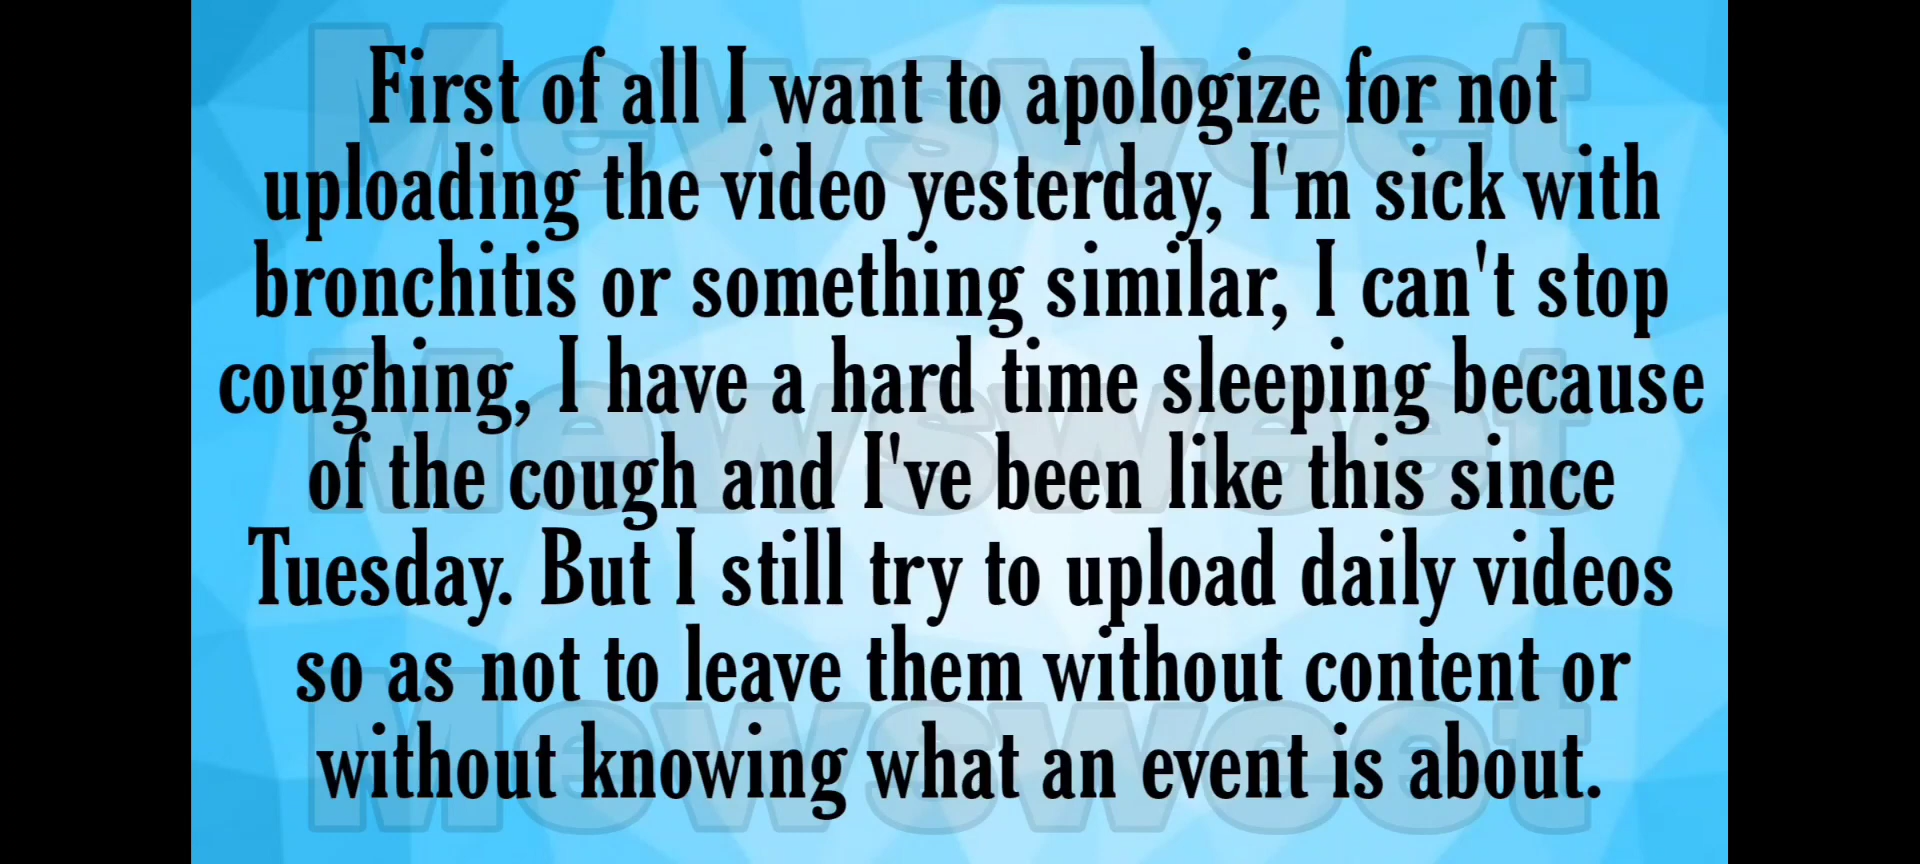 First of all I want to apologize for not
uploading the video yesterday, I'm sick with
bronchitis or something similar, I can't stop
coughing, I have a hard time sleeping because
of the cough and I've been like this since
Tuesday. But I still try to upload daily videos
so as not to leave them without content or
without knowing what an event is about.
Mewsweet
Mewsweet
Mewsweet